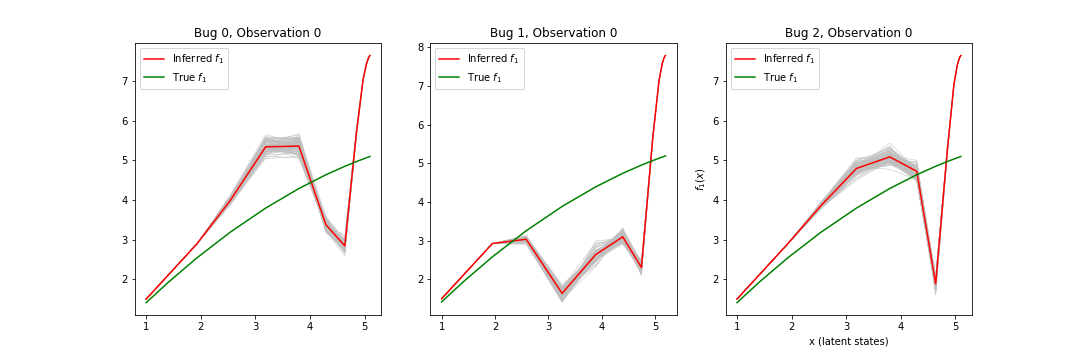 Bug 0, Observation 0
Inferred f₁
True f₁
7
6
5
4
3
2
1 2 3 4 5
Bug 1, Observation 0
Inferred f₁
True f₁
8
7
6
5
4
3
2
1 2 3 4 5
Bug 2, Observation 0
Inferred f₁
True f₁
f₁(x)
7
6
5
4
3
2
1 2 3 4 5
x (latent states)